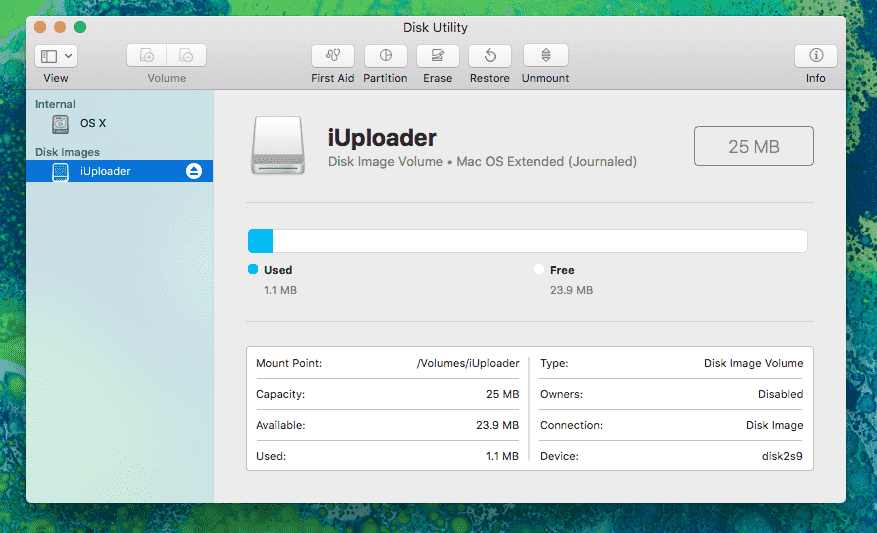 Disk Utility
View
Volume
First Aid
Partition
Erase
Restore
Unmount
Info
Internal
OS X
Disk Images
iUploader
iUploader
Disk Image Volume • Mac OS Extended (Journaled)
25 MB
Used
1.1 MB
Free
23.9 MB
Mount Point: /Volumes/iUploader
Capacity: 25 MB
Available: 23.9 MB
Used: 1.1 MB
Type: Disk Image Volume
Owners: Disabled
Connection: Disk Image
Device: disk2s9